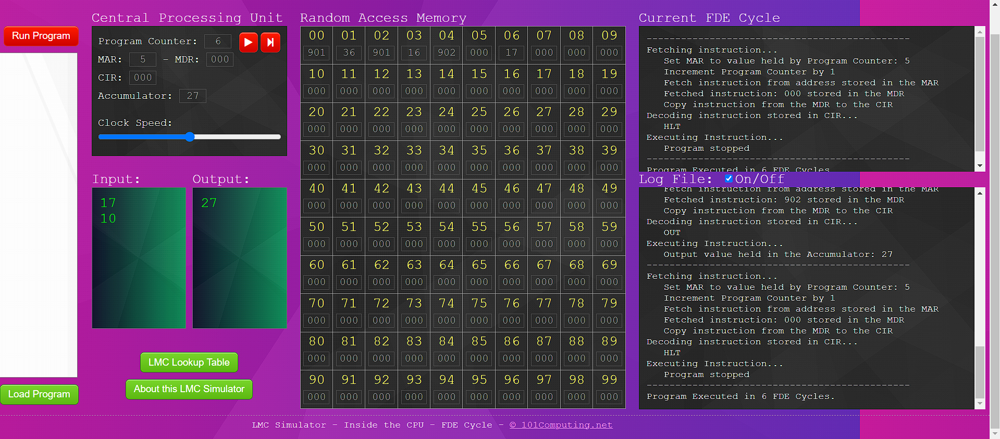 Run Program
Load Program
Central Processing Unit
Program Counter: 6
MAR: 5 - MDR: 000
CIR: 000
Accumulator: 27
Clock Speed:
Input:
17
10
Output:
27
LMC Lookup Table
About this LMC Simulator
Random Access Memory
00 01 02 03 04 05 06 07 08 09
901 36 901 16 902 000 17 000 000 000
10 11 12 13 14 15 16 17 18 19
000 000 000 000 000 000 000 000 000 000
20 21 22 23 24 25 26 27 28 29
000 000 000 000 000 000 000 000 000 000
30 31 32 33 34 35 36 37 38 39
000 000 000 000 000 000 000 000 000 000
40 41 42 43 44 45 46 47 48 49
000 000 000 000 000 000 000 000 000 000
50 51 52 53 54 55 56 57 58 59
000 000 000 000 000 000 000 000 000 000
60 61 62 63 64 65 66 67 68 69
000 000 000 000 000 000 000 000 000 000
70 71 72 73 74 75 76 77 78 79
000 000 000 000 000 000 000 000 000 000
80 81 82 83 84 85 86 87 88 89
000 000 000 000 000 000 000 000 000 000
90 91 92 93 94 95 96 97 98 99
000 000 000 000 000 000 000 000 000 000
Current FDE Cycle
----------------------------------------------
Fetching instruction...
Set MAR to value held by Program Counter: 5
Increment Program Counter by 1
Fetch instruction from address stored in the MAR
Fetched instruction: 000 stored in the MDR
Copy instruction from the MDR to the CIR
Decoding instruction stored in CIR...
HLT
Executing Instruction...
Program stopped
----------------------------------------------
Program Executed in 6 FDE Cycles.
Log File: On/Off
Fetch instruction from address stored in the MAR
Fetched instruction: 902 stored in the MDR
Copy instruction from the MDR to the CIR
Decoding instruction stored in CIR...
OUT
Executing Instruction...
Output value held in the Accumulator: 27
----------------------------------------------
Fetching instruction...
Set MAR to value held by Program Counter: 5
Increment Program Counter by 1
Fetch instruction from address stored in the MAR
Fetched instruction: 000 stored in the MDR
Copy instruction from the MDR to the CIR
Decoding instruction stored in CIR...
HLT
Executing Instruction...
Program stopped
----------------------------------------------
Program Executed in 6 FDE Cycles.
LMC Simulator - Inside the CPU - FDE Cycle - © 101Computing.net